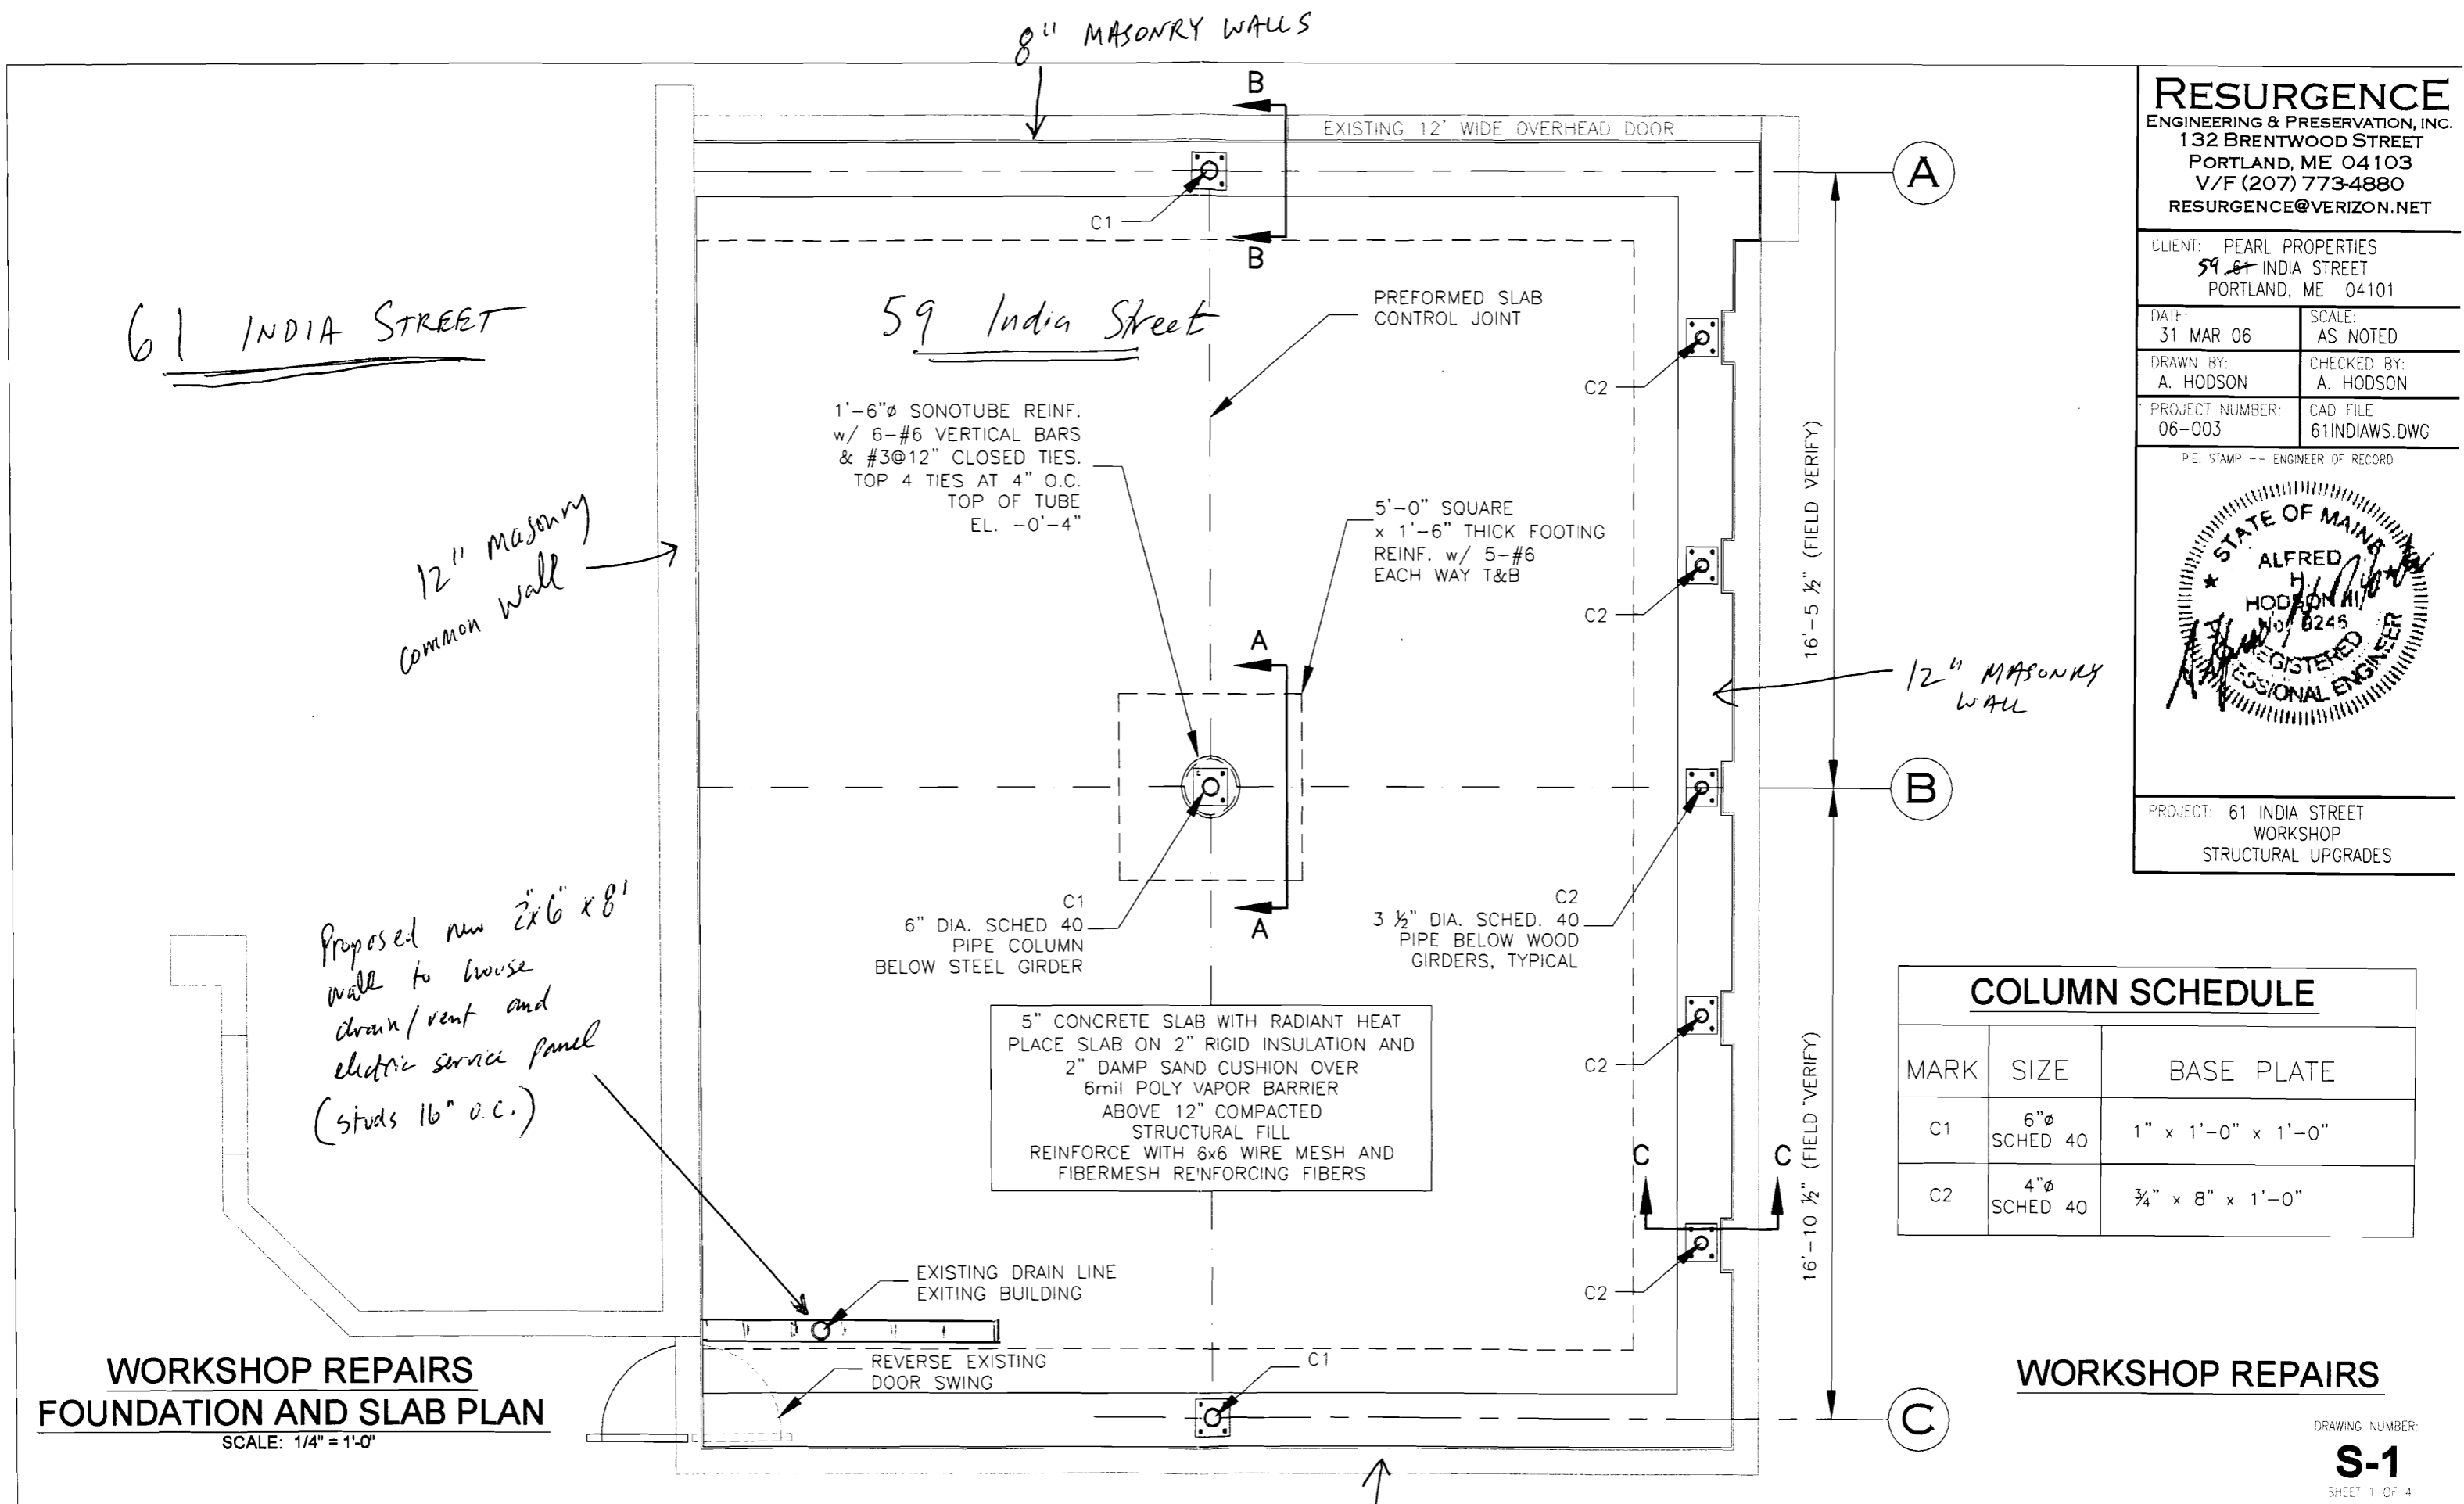 8" MASONRY WALLS
B
EXISTING 12' WIDE OVERHEAD DOOR
A
C1
B
61 INDIA STREET
59 India Street
PREFORMED SLAB
CONTROL JOINT
C2
1'-6"ø SONOTUBE REINF.
w/ 6-#6 VERTICAL BARS
& #3@12" CLOSED TIES.
TOP 4 TIES AT 4" O.C.
TOP OF TUBE
EL. -0'-4"
5'-0" SQUARE
x 1'-6" THICK FOOTING
REINF. w/ 5-#6
EACH WAY T&B
16'-5 ½" (FIELD VERIFY)
12" masonry
common wall
C2
A
12" MASONRY
WALL
B
C1
6" DIA. SCHED 40
PIPE COLUMN
BELOW STEEL GIRDER
A
C2
3 ½" DIA. SCHED. 40
PIPE BELOW WOOD
GIRDERS, TYPICAL
Proposed new 2"x6"x8'
wall to house
drain/vent and
electric service panel
(studs 16" o.c.)
5" CONCRETE SLAB WITH RADIANT HEAT
PLACE SLAB ON 2" RIGID INSULATION AND
2" DAMP SAND CUSHION OVER
6mil POLY VAPOR BARRIER
ABOVE 12" COMPACTED
STRUCTURAL FILL
REINFORCE WITH 6x6 WIRE MESH AND
FIBERMESH REINFORCING FIBERS
C2
16'-10 ½" (FIELD VERIFY)
C C
C2
EXISTING DRAIN LINE
EXITING BUILDING
REVERSE EXISTING
DOOR SWING
C1
C
WORKSHOP REPAIRS
FOUNDATION AND SLAB PLAN
SCALE: 1/4" = 1'-0"
RESURGENCE
ENGINEERING & PRESERVATION, INC.
132 BRENTWOOD STREET
PORTLAND, ME 04103
V/F (207) 773-4880
RESURGENCE@VERIZON.NET
CLIENT: PEARL PROPERTIES
59 61 INDIA STREET
PORTLAND, ME 04101
DATE: SCALE:
31 MAR 06 AS NOTED
DRAWN BY: CHECKED BY:
A. HODSON A. HODSON
PROJECT NUMBER: CAD FILE
06-003 61INDIAWS.DWG
P.E. STAMP -- ENGINEER OF RECORD
STATE OF MAINE
ALFRED
H.
HODSON III
REGISTERED
PROFESSIONAL ENGINEER
PROJECT: 61 INDIA STREET
WORKSHOP
STRUCTURAL UPGRADES
COLUMN SCHEDULE
MARK SIZE BASE PLATE
C1 6"ø SCHED 40 1" x 1'-0" x 1'-0"
C2 4"ø SCHED 40 ¾" x 8" x 1'-0"
WORKSHOP REPAIRS
DRAWING NUMBER:
S-1
SHEET 1 OF 4